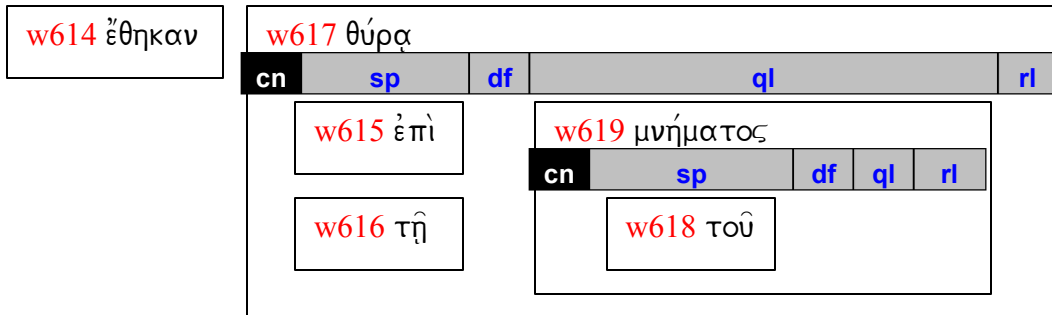 w614 ἔθηκαν
w617 θύρᾳ
cn sp df ql rl
w615 ἐπὶ
w619 μνήματος
cn sp df ql rl
w616 τῇ
w618 τοῦ